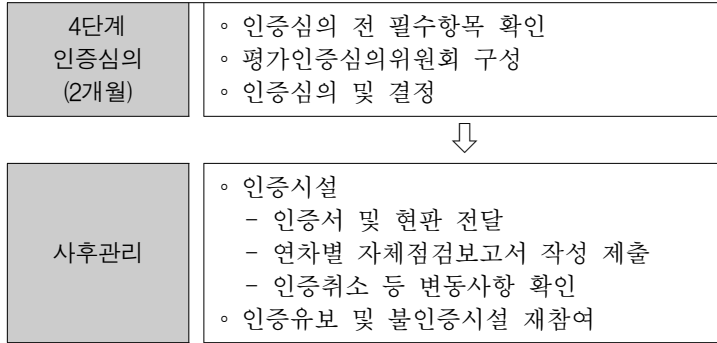 4단계
인증심의
(2개월)
◦ 인증심의 전 필수항목 확인
◦ 평가인증심의위원회 구성
◦ 인증심의 및 결정
사후관리
◦ 인증시설
- 인증서 및 현판 전달
- 연차별 자체점검보고서 작성 제출
- 인증취소 등 변동사항 확인
◦ 인증유보 및 불인증시설 재참여